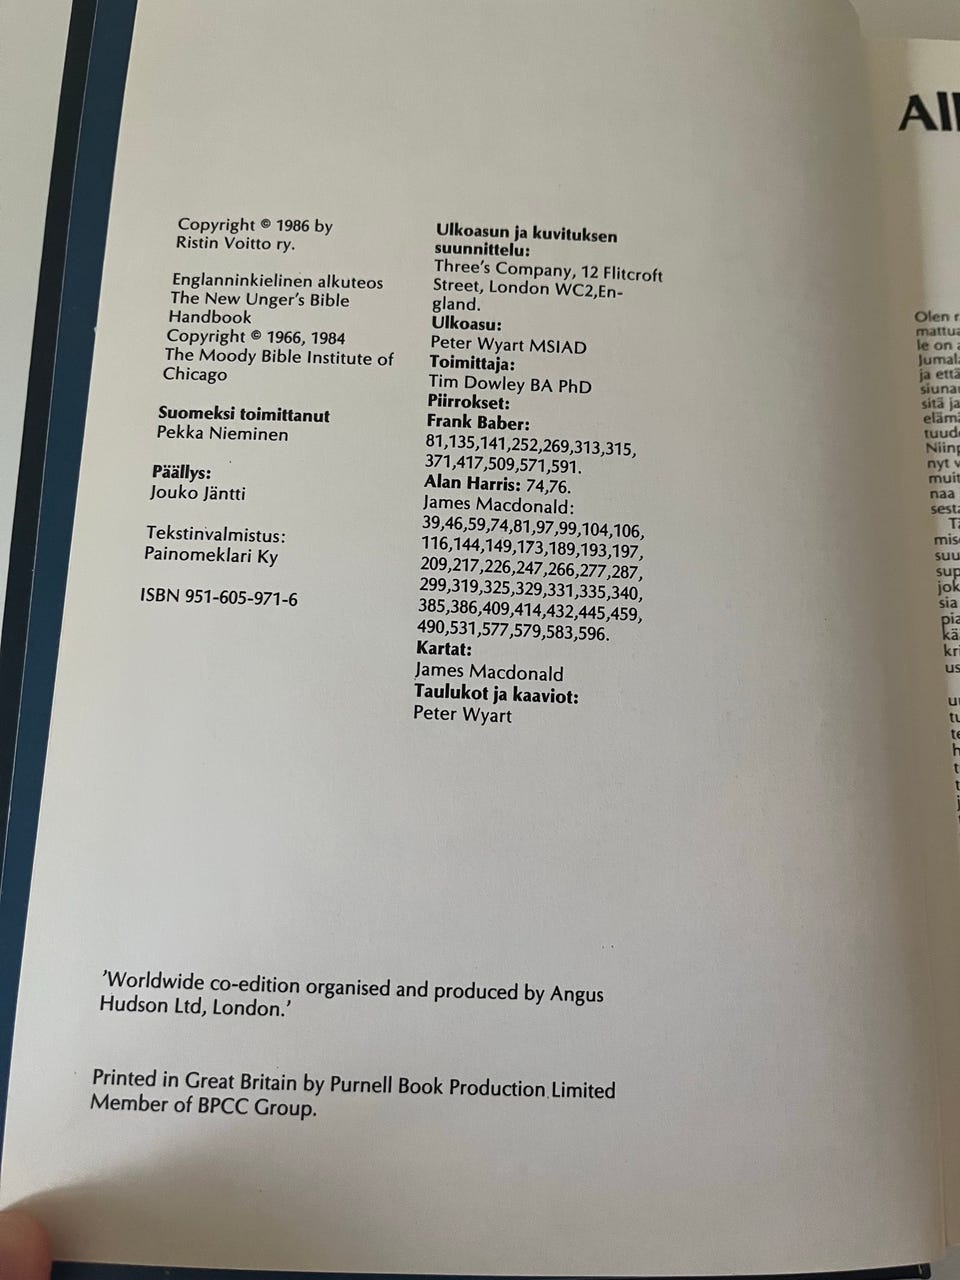 Copyright © 1986 by
Ristin Voitto ry.
Englanninkielinen alkuteos
The New Unger's Bible
Handbook
Copyright © 1966, 1984
The Moody Bible Institute of
Chicago
Suomeksi toimittanut
Pekka Nieminen
Päällys:
Jouko Jäntti
Tekstinvalmistus:
Painomeklari Ky
ISBN 951-605-971-6
Ulkoasun ja kuvituksen
suunnittelu:
Three's Company, 12 Flitcroft
Street, London WC2,En-
gland.
Ulkoasu:
Peter Wyart MSIAD
Toimittaja:
Tim Dowley BA PhD
Piirrokset:
Frank Baber:
81,135,141,252,269,313,315,
371,417,509,571,591.
Alan Harris: 74,76.
James Macdonald:
39,46,59,74,81,97,99,104,106,
116,144,149,173,189,193,197,
209,217,226,247,266,277,287,
299,319,325,329,331,335,340,
385,386,409,414,432,445,459,
490,531,577,579,583,596.
Kartat:
James Macdonald
Taulukot ja kaaviot:
Peter Wyart
'Worldwide co-edition organised and produced by Angus
Hudson Ltd, London.'
Printed in Great Britain by Purnell Book Production Limited
Member of BPCC Group.
Olen
le on
ja että
sitä ja
nyt